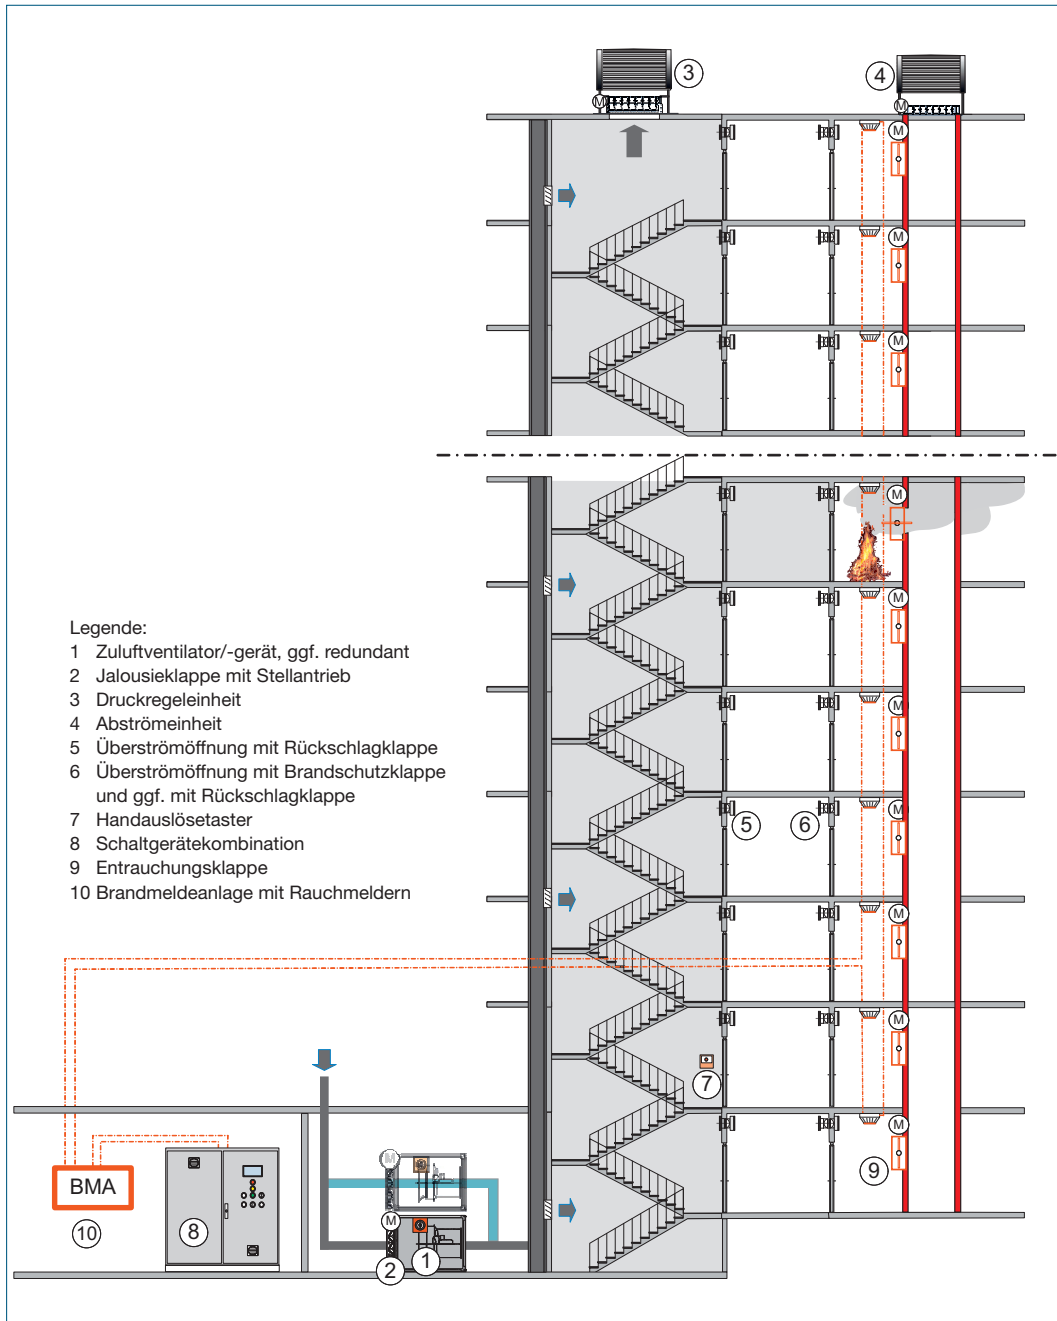 3
4
M
M
M
M
M
M
Legende:
1 Zuluftventilator/-gerät, ggf. redundant
2 Jalousieklappe mit Stellantrieb
3 Druckregeleinheit
4 Abströmeinheit
5 Überströmöffnung mit Rückschlagklappe
6 Überströmöffnung mit Brandschutzklappe
und ggf. mit Rückschlagklappe
7 Handauslösetaster
8 Schaltgerätekombination
9 Entrauchungsklappe
10 Brandmeldeanlage mit Rauchmeldern
M
M
5
6
M
M
M
7
M
9
M
BMA
10
8
M
2
1